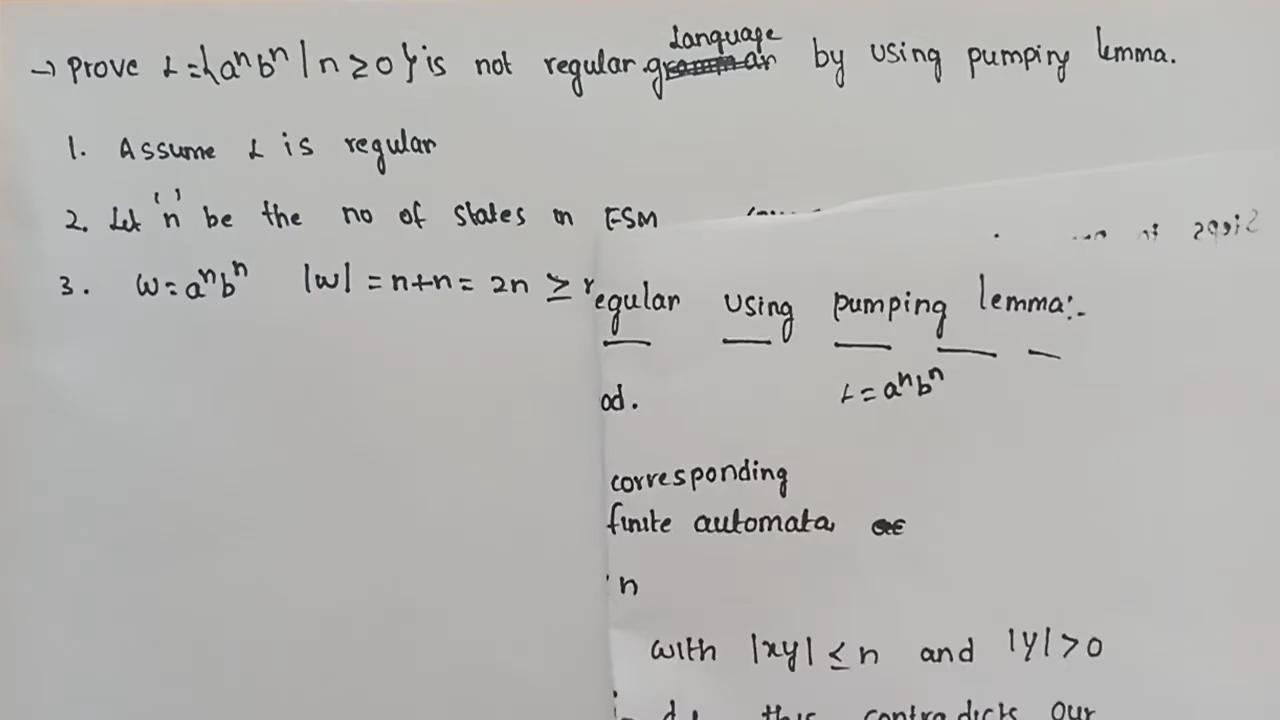 → prove L={aⁿbⁿ | n ≥ 0} is not regular Language by using pumping lemma.
1. Assume L is regular
2. Let 'n' be the no of states in FSM
3. w=aⁿbⁿ |w| = n+n = 2n ≥
egular using pumping lemma:-
od. L=aⁿbⁿ
corresponding
finite automata
n
with |xy| ≤ n and |y| > 0
this contradicts our